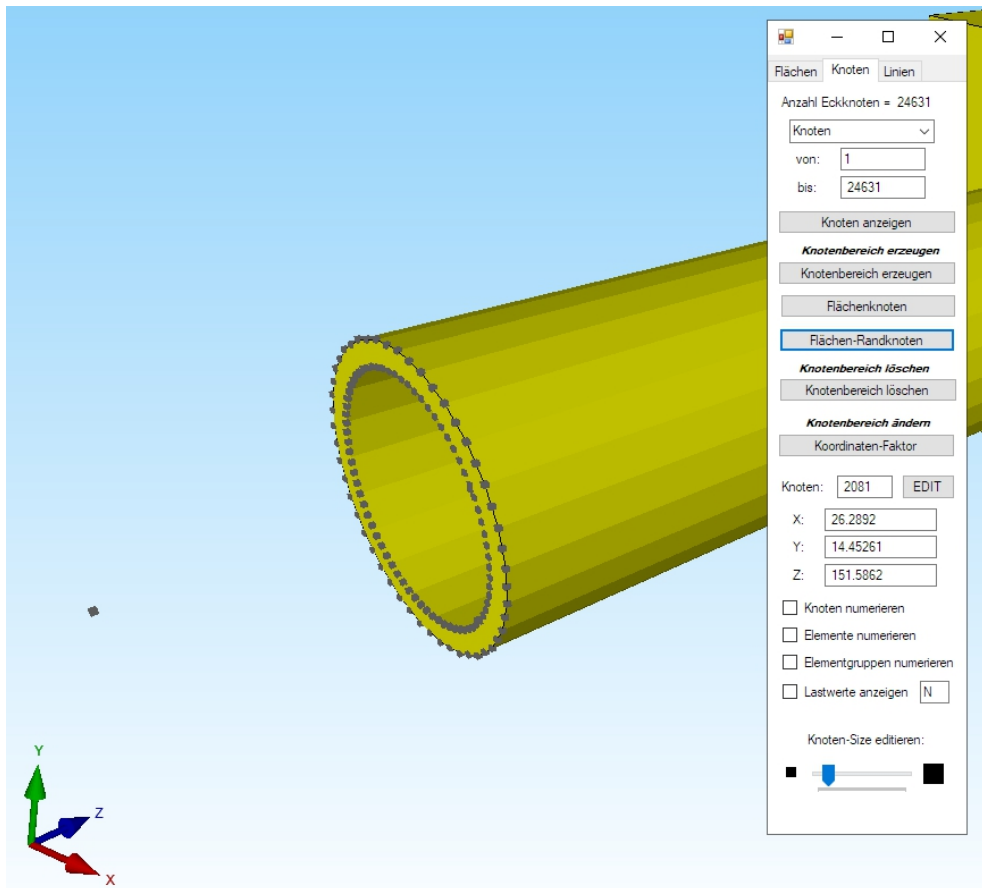 Flächen Knoten Linien
Anzahl Eckknoten = 24631
Knoten
von: 1
bis: 24631
Knoten anzeigen
Knotenbereich erzeugen
Knotenbereich erzeugen
Flächenknoten
Flächen-Randknoten
Knotenbereich löschen
Knotenbereich löschen
Knotenbereich ändern
Koordinaten-Faktor
Knoten: 2081 EDIT
X: 26.2892
Y: 14.45261
Z: 151.5862
Knoten numerieren
Elemente numerieren
Elementgruppen numerieren
Lastwerte anzeigen N
Knoten-Size editieren:
Y
Z
X